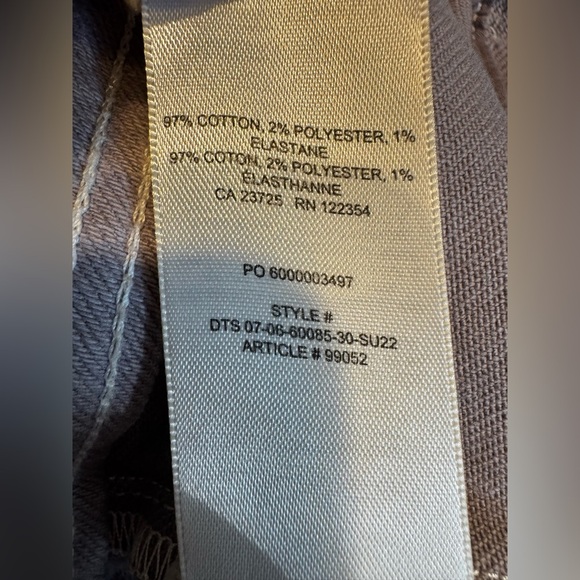 97% COTTON, 2% POLYESTER, 1%
ELASTANE
97% COTON, 2% POLYESTER, 1%
ELASTHANNE
CA 23725 RN 122354
PO 6000003497
STYLE #
DTS 07-06-60085-30-SU22
ARTICLE # 99052